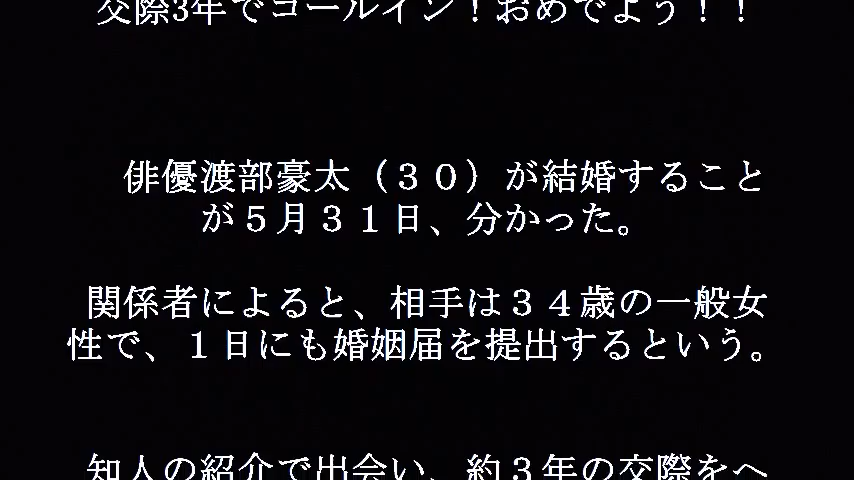 交際3年でゴールイン！おめでとう！！
俳優渡部豪太（３０）が結婚すること
が５月３１日、分かった。
関係者によると、相手は３４歳の一般女
性で、１日にも婚姻届を提出するという。
知人の紹介で出会い、約３年の交際をへ